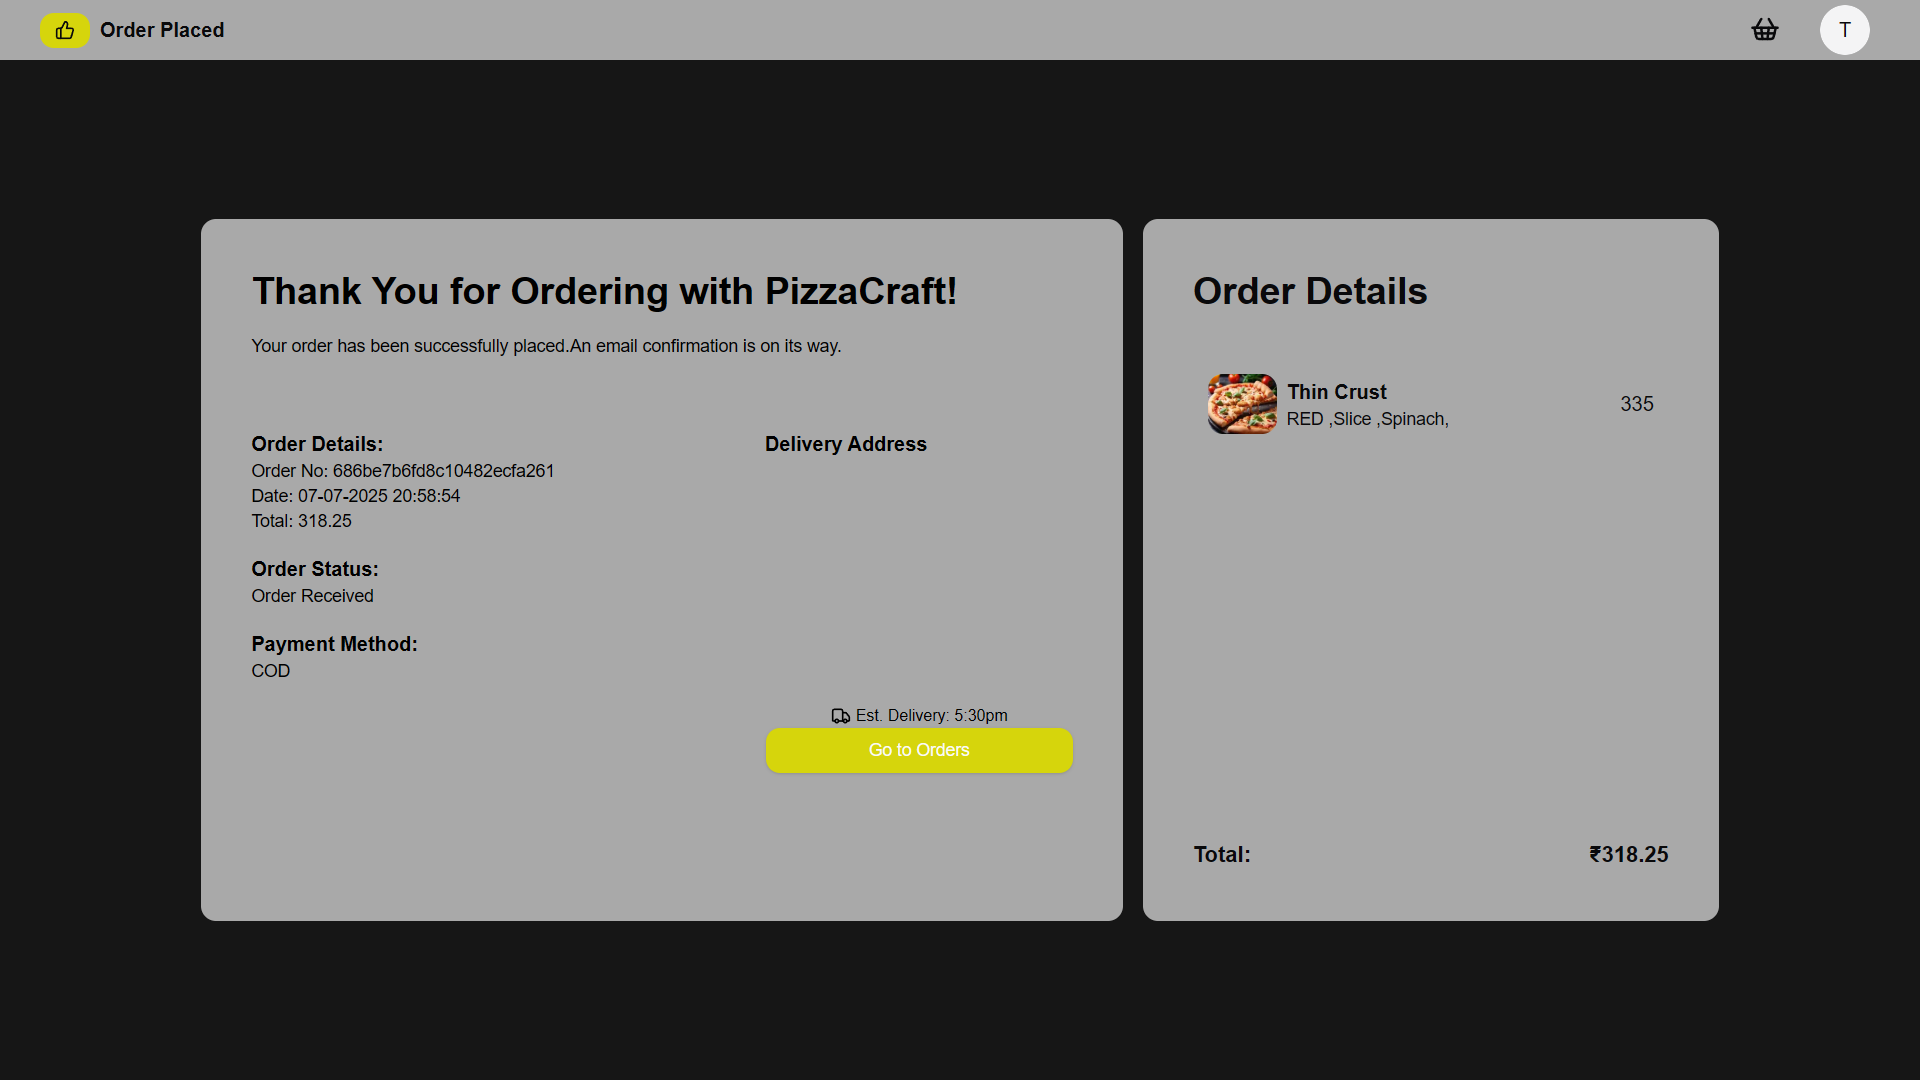 Order Placed
T
Thank You for Ordering with PizzaCraft!
Your order has been successfully placed.An email confirmation is on its way.
Order Details:
Order No: 686be7b6fd8c10482ecfa261
Date: 07-07-2025 20:58:54
Total: 318.25
Order Status:
Order Received
Payment Method:
COD
Delivery Address
Est. Delivery: 5:30pm
Go to Orders
Order Details
Thin Crust
RED ,Slice ,Spinach,
335
Total:
₹318.25